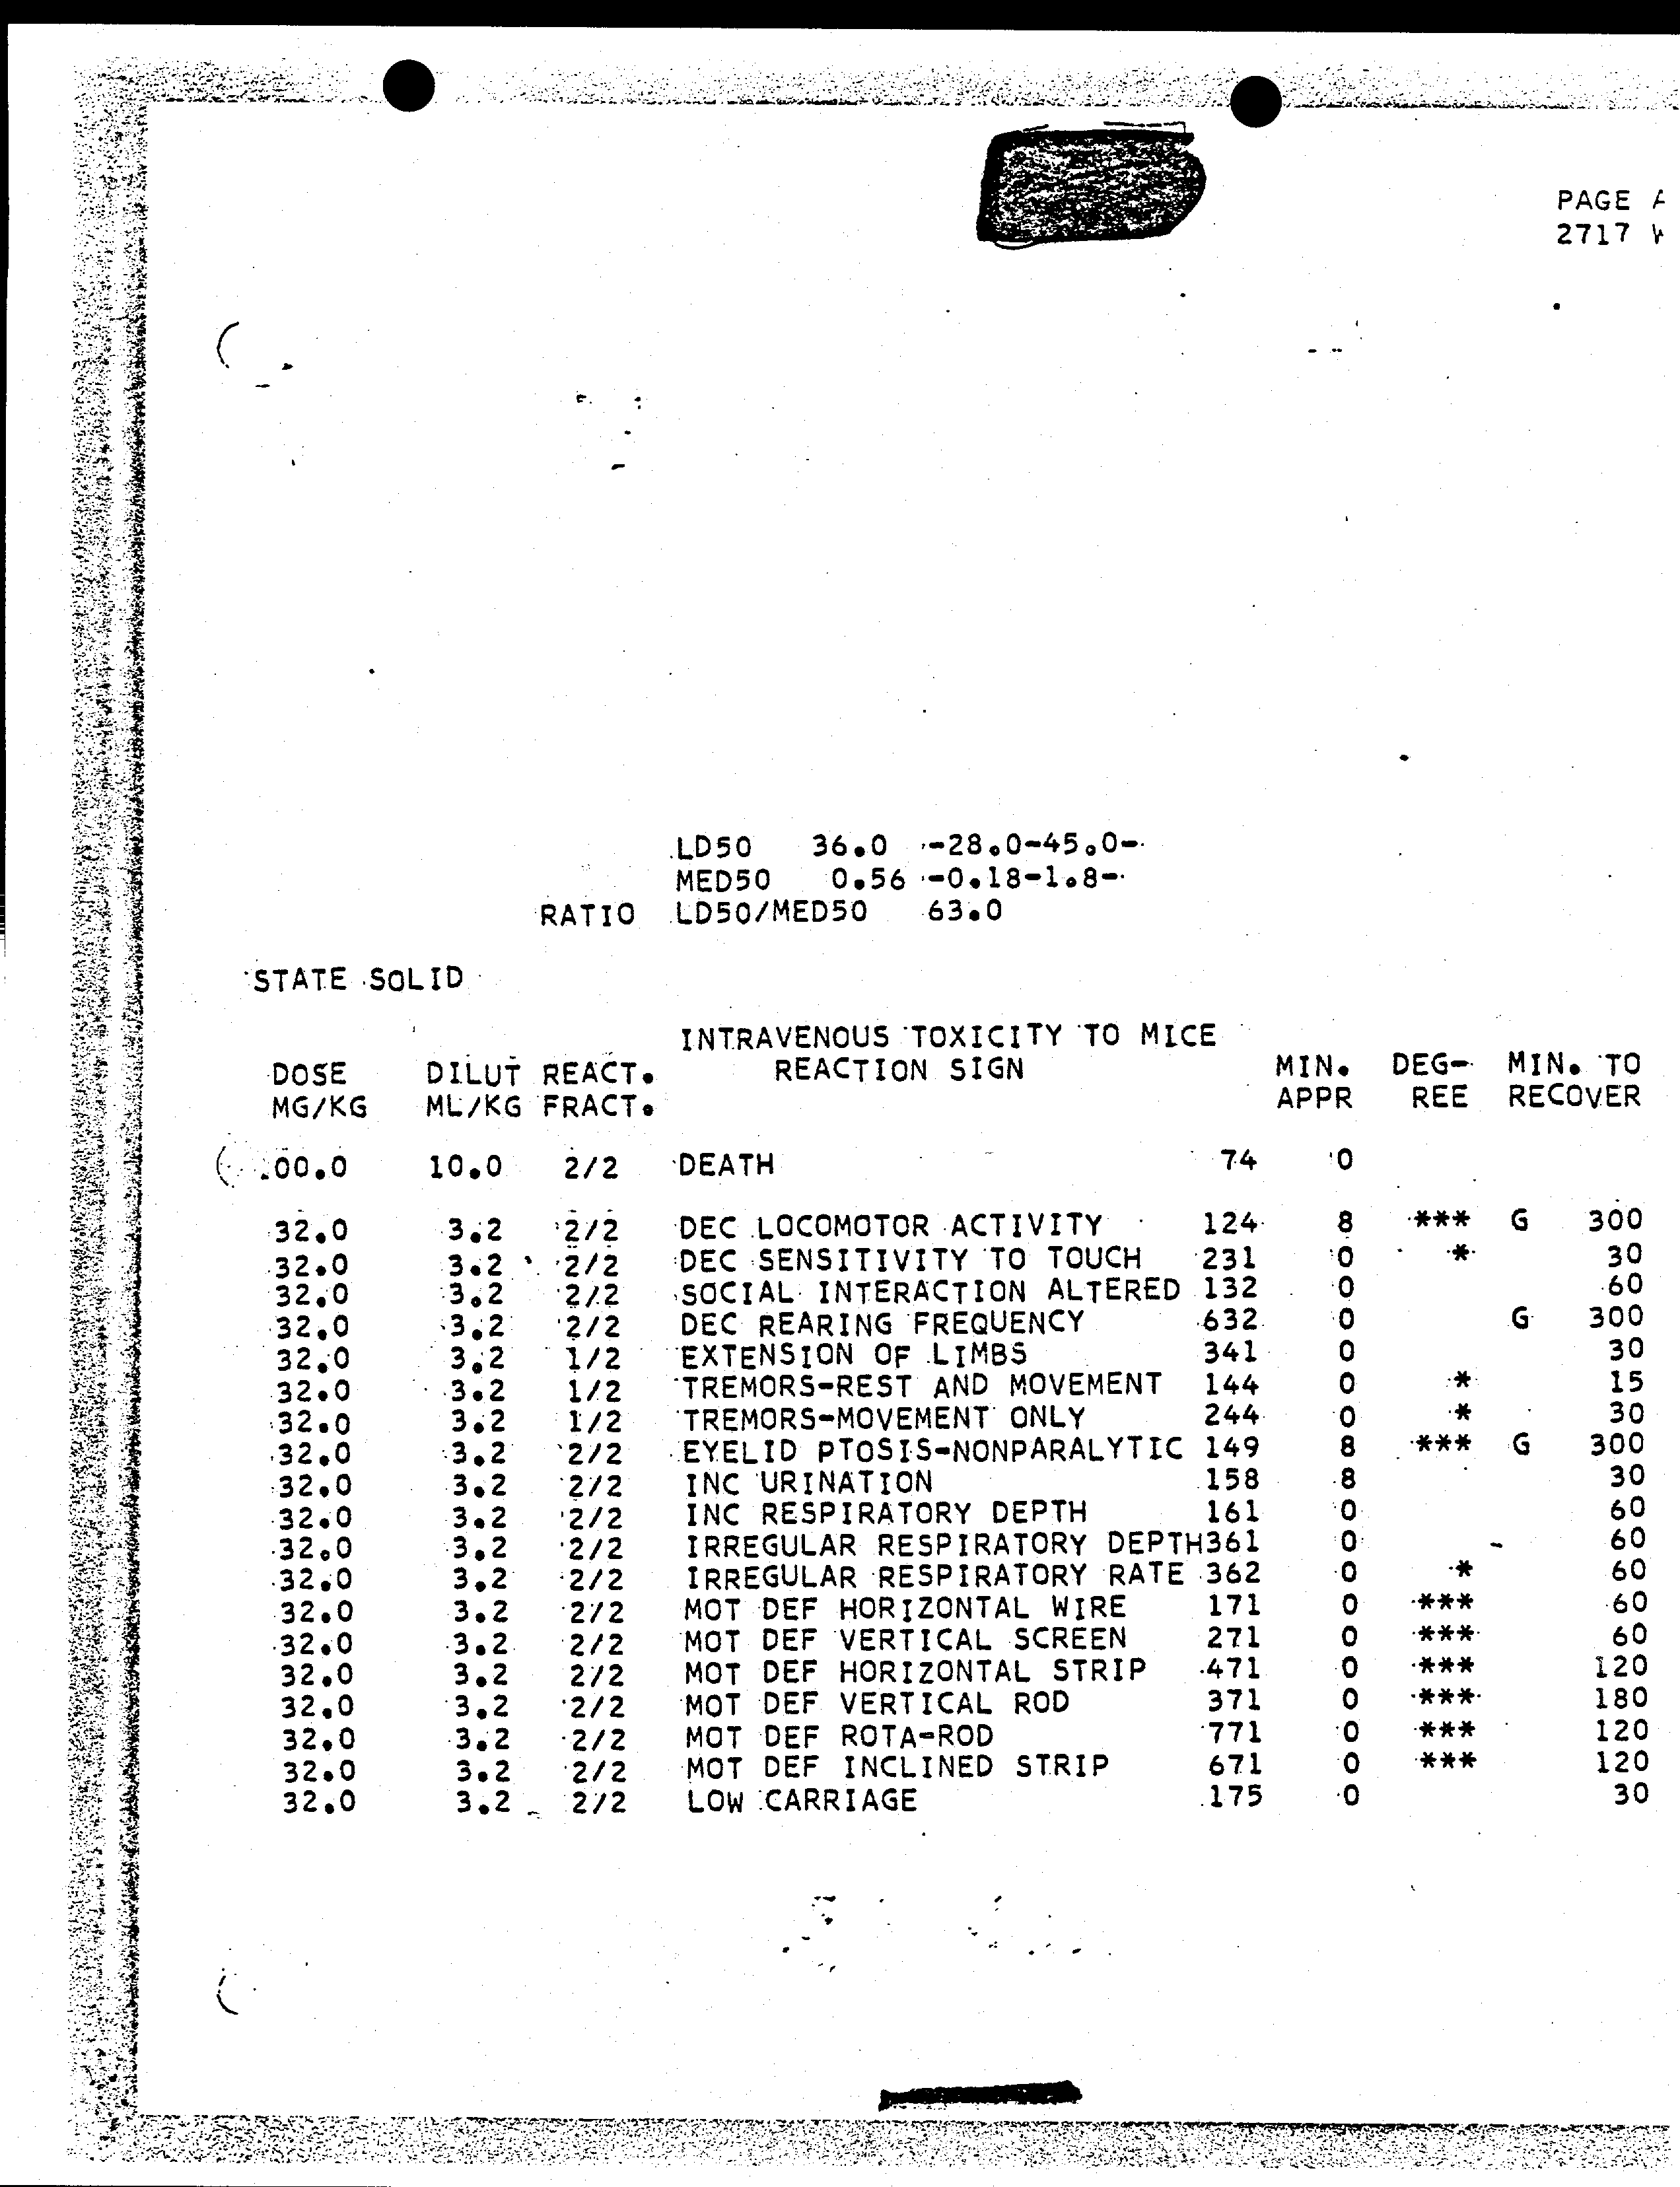 PAGE
2717
LD50 36.0 -28.0-45.0-
MED50 0.56 -0.18-1.8-
RATIO LD50/MED50 63.0
STATE SOLID
INTRAVENOUS TOXICITY TO MICE
DOSE DILUT REACT. REACTION SIGN MIN. DEG- MIN. TO
MG/KG ML/KG FRACT. APPR REE RECOVER
00.0 10.0 2/2 DEATH 74 0
32.0 3.2 2/2 DEC LOCOMOTOR ACTIVITY 124 8 *** G 300
32.0 3.2 2/2 DEC SENSITIVITY TO TOUCH 231 0 * 30
32.0 3.2 2/2 SOCIAL INTERACTION ALTERED 132 0 60
32.0 3.2 2/2 DEC REARING FREQUENCY 632 0 G 300
32.0 3.2 1/2 EXTENSION OF LIMBS 341 0 30
32.0 3.2 1/2 TREMORS-REST AND MOVEMENT 144 0 * 15
32.0 3.2 1/2 TREMORS-MOVEMENT ONLY 244 0 * 30
32.0 3.2 2/2 EYELID PTOSIS-NONPARALYTIC 149 8 *** G 300
32.0 3.2 2/2 INC URINATION 158 8 30
32.0 3.2 2/2 INC RESPIRATORY DEPTH 161 0 60
32.0 3.2 2/2 IRREGULAR RESPIRATORY DEPTH361 0 60
32.0 3.2 2/2 IRREGULAR RESPIRATORY RATE 362 0 * 60
32.0 3.2 2/2 MOT DEF HORIZONTAL WIRE 171 0 *** 60
32.0 3.2 2/2 MOT DEF VERTICAL SCREEN 271 0 *** 60
32.0 3.2 2/2 MOT DEF HORIZONTAL STRIP 471 0 *** 120
32.0 3.2 2/2 MOT DEF VERTICAL ROD 371 0 *** 180
32.0 3.2 2/2 MOT DEF ROTA-ROD 771 0 *** 120
32.0 3.2 2/2 MOT DEF INCLINED STRIP 671 0 *** 120
32.0 3.2 2/2 LOW CARRIAGE 175 0 30